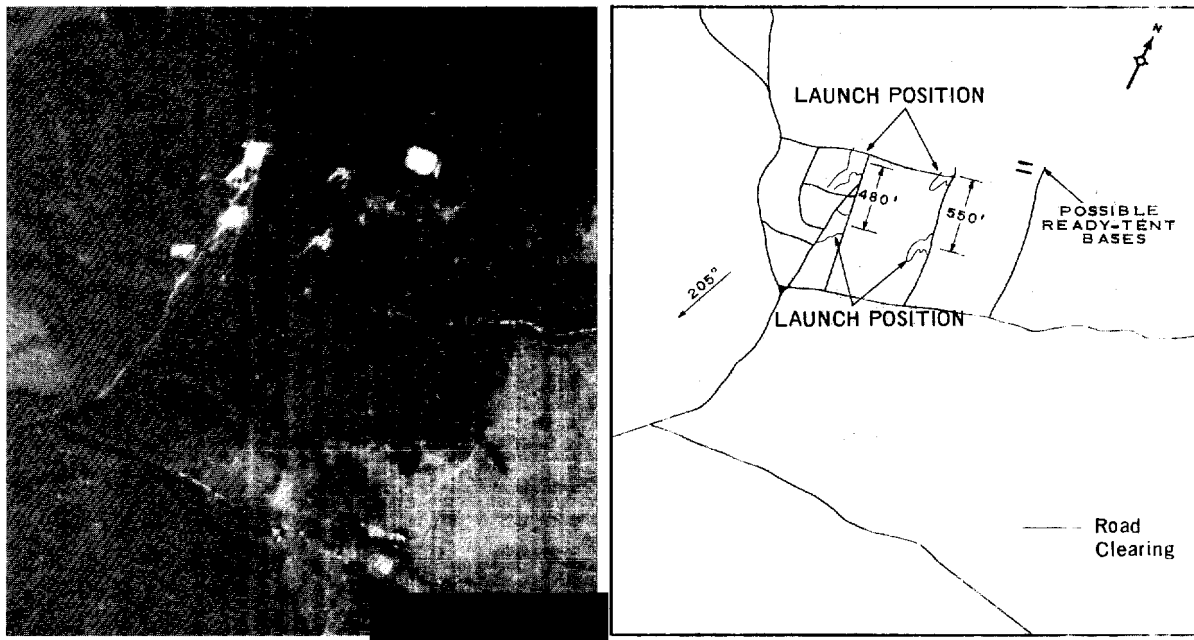 N
LAUNCH POSITION
480'
550'
POSSIBLE
READY-TENT
BASES
205°
LAUNCH POSITION
Road
Clearing